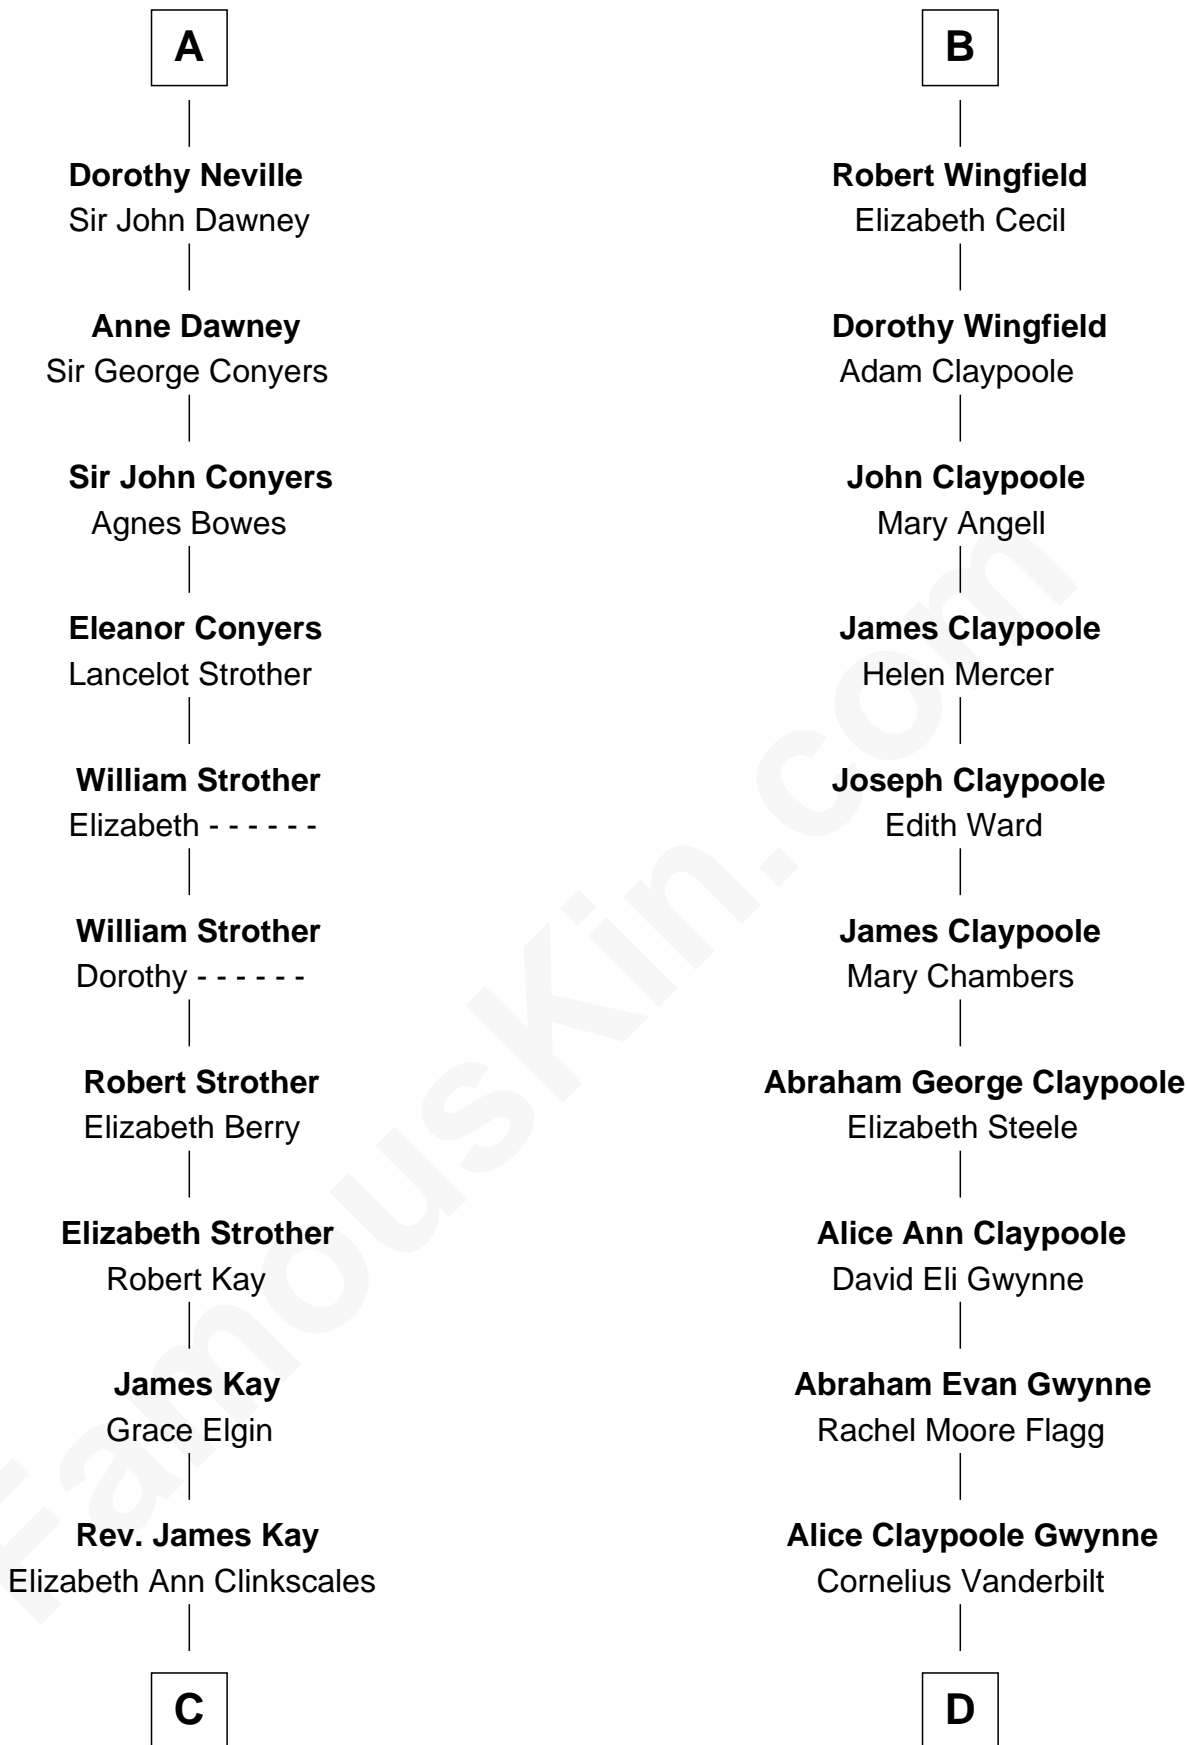 A
Dorothy Neville
Sir John Dawney
Anne Dawney
Sir George Conyers
Sir John Conyers
Agnes Bowes
Eleanor Conyers
Lancelot Strother
William Strother
Elizabeth - - - - - -
William Strother
Dorothy - - - - - -
Robert Strother
Elizabeth Berry
Elizabeth Strother
Robert Kay
James Kay
Grace Elgin
Rev. James Kay
Elizabeth Ann Clinkscales
C
B
Robert Wingfield
Elizabeth Cecil
Dorothy Wingfield
Adam Claypoole
John Claypoole
Mary Angell
James Claypoole
Helen Mercer
Joseph Claypoole
Edith Ward
James Claypoole
Mary Chambers
Abraham George Claypoole
Elizabeth Steele
Alice Ann Claypoole
David Eli Gwynne
Abraham Evan Gwynne
Rachel Moore Flagg
Alice Claypoole Gwynne
Cornelius Vanderbilt
D
FamousKin.com